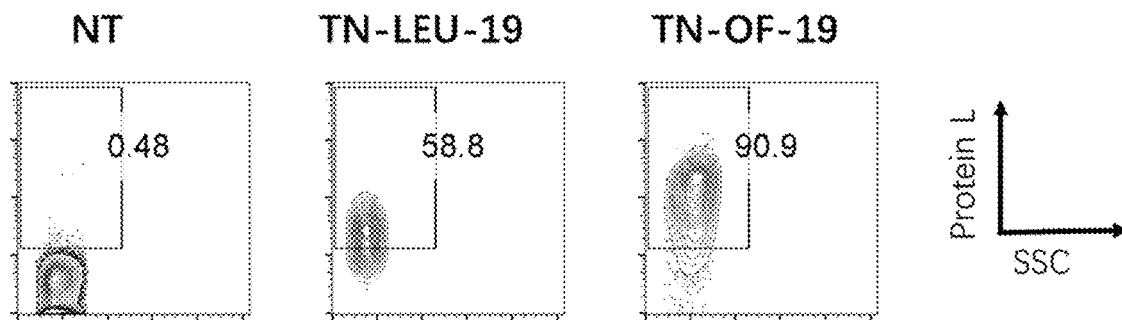 NT TN-LEU-19 TN-OF-19
0.48 58.8 90.9
Protein L
SSC